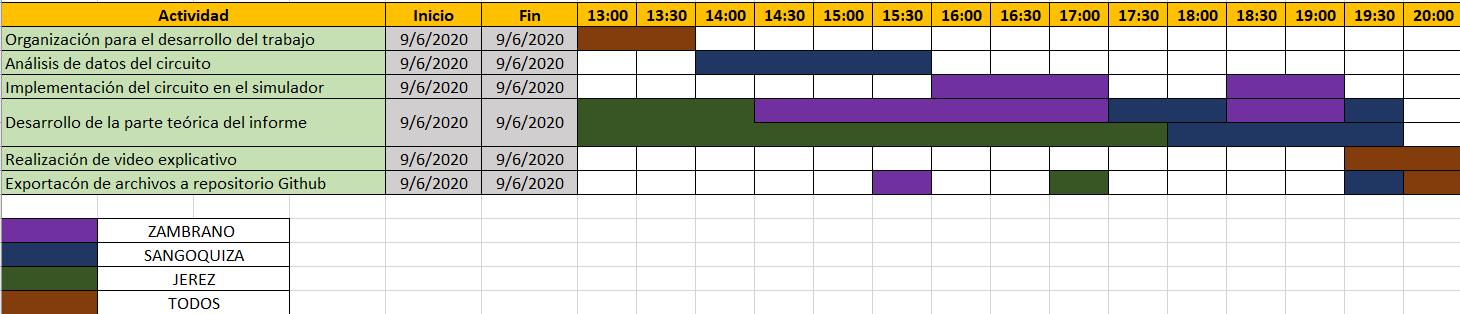 Actividad Inicio Fin 13:00 13:30 14:00 14:30 15:00 15:30 16:00 16:30 17:00 17:30 18:00 18:30 19:00 19:30 20:00
Organización para el desarrollo del trabajo 9/6/2020 9/6/2020
Análisis de datos del circuito 9/6/2020 9/6/2020
Implementación del circuito en el simulador 9/6/2020 9/6/2020
Desarrollo de la parte teórica del informe 9/6/2020 9/6/2020
Realización de video explicativo 9/6/2020 9/6/2020
Exportacón de archivos a repositorio Github 9/6/2020 9/6/2020
ZAMBRANO
SANGOQUIZA
JEREZ
TODOS